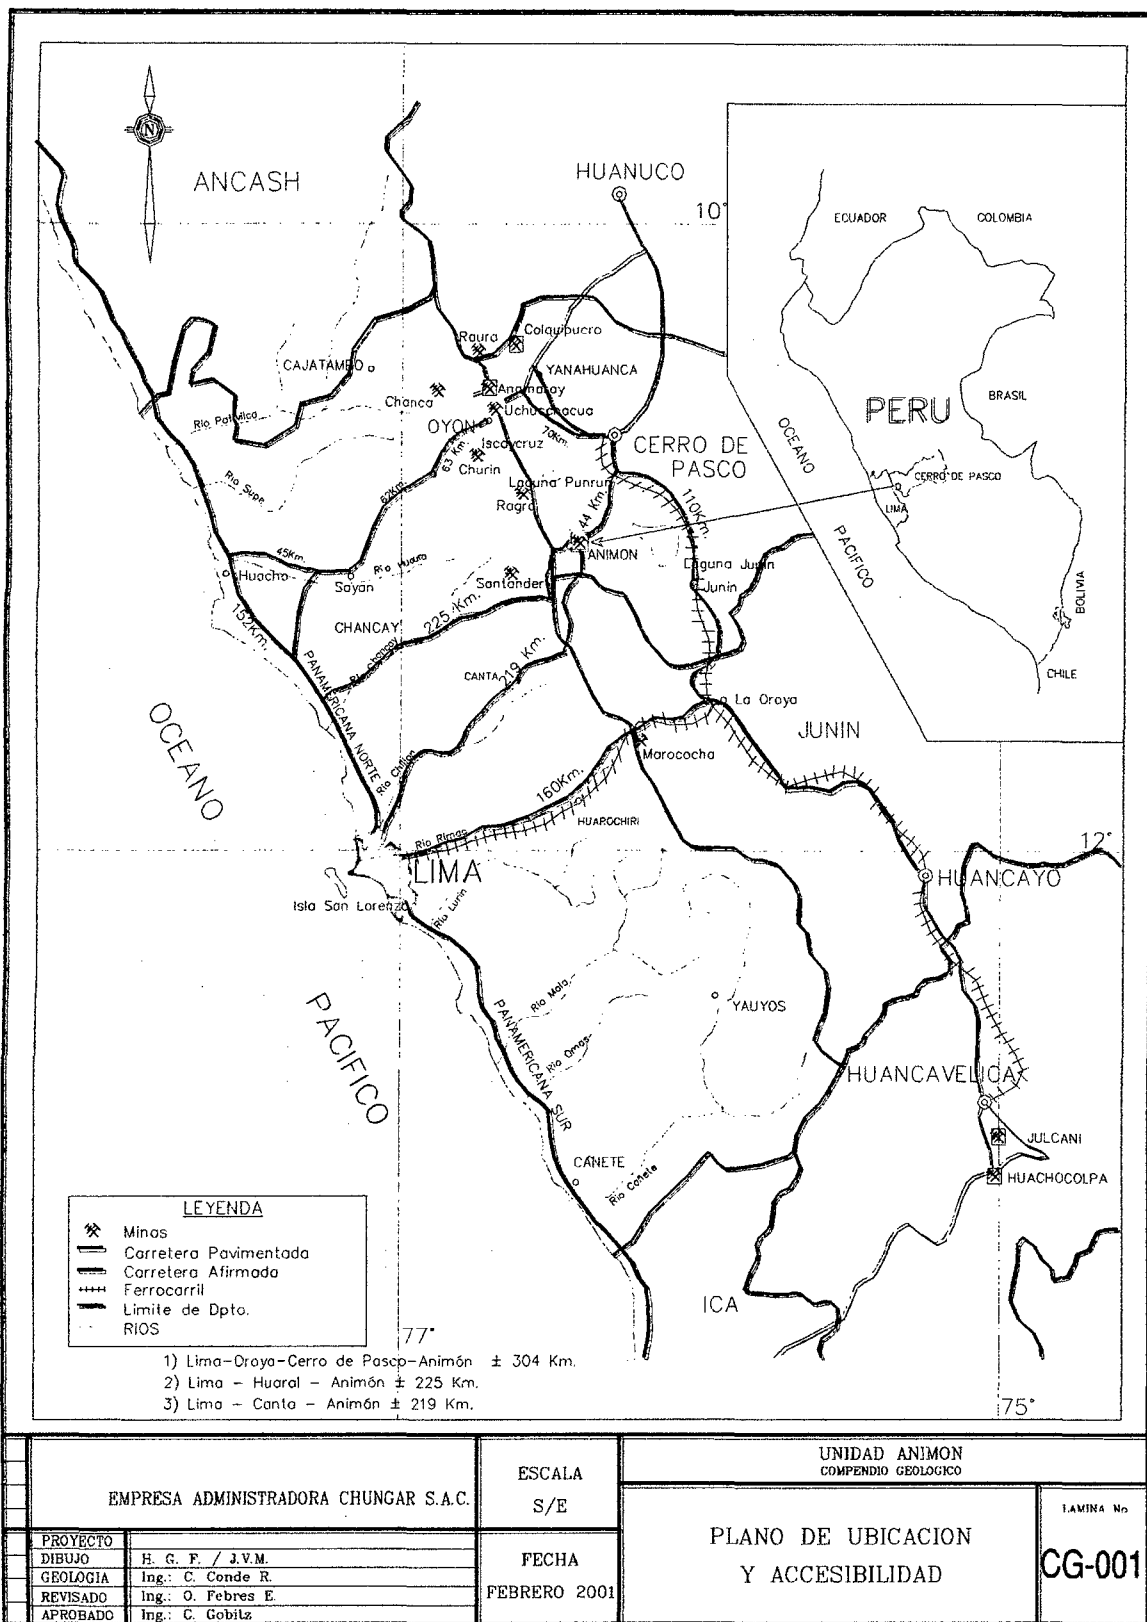 N
ANCASH
HUANUCO
10°
ECUADOR
COLOMBIA
BRASIL
PERU
OCEANO
PACIFICO
CERRO DE PASCO
LIMA
BOLIVIA
CHILE
Raura
Colquipucro
CAJATAMBO
YANAHUANCA
Chanca
Anamaray
Uchucchacua
Rio Pativilca
OYON
70Km.
CERRO DE
PASCO
63 Km.
Iscaycruz
Churin
Rio Supe
62Km.
Laguna Punrun
Ragra
44 Km.
110Km.
45Km.
Rio Huaura
ANIMON
Huacho
Sayan
Santander
Laguna Junin
Junin
152Km.
CHANCAY
225 Km.
Rio Chancay
PANAMERICANA NORTE
CANTA
219 Km.
La Oroya
JUNIN
OCEANO
Rio Chillon
Marococha
160Km.
HUAROCHIRI
Rio Rimac
12°
LIMA
HUANCAYO
Isla San Lorenzo
Rio Lurin
PACIFICO
Rio Mala
YAUYOS
PANAMERICANA SUR
Rio Omas
HUANCAVELICA
JULCANI
CAÑETE
Rio Cañete
HUACHOCOLPA
LEYENDA
Minas
Carretera Pavimentada
Carretera Afirmada
Ferrocarril
Limite de Dpto.
RIOS
ICA
77°
75°
1) Lima-Oroya-Cerro de Pasco-Animón ± 304 Km.
2) Lima - Huaral - Animón ± 225 Km.
3) Lima - Canta - Animón ± 219 Km.
EMPRESA ADMINISTRADORA CHUNGAR S.A.C.
ESCALA
S/E
UNIDAD ANIMON
COMPENDIO GEOLOGICO
PROYECTO
DIBUJO H. G. F. / J.V.M.
GEOLOGIA Ing.: C. Conde R.
REVISADO Ing.: O. Febres E.
APROBADO Ing.: C. Gobitz
FECHA
FEBRERO 2001
PLANO DE UBICACION
Y ACCESIBILIDAD
LAMINA No
CG-001